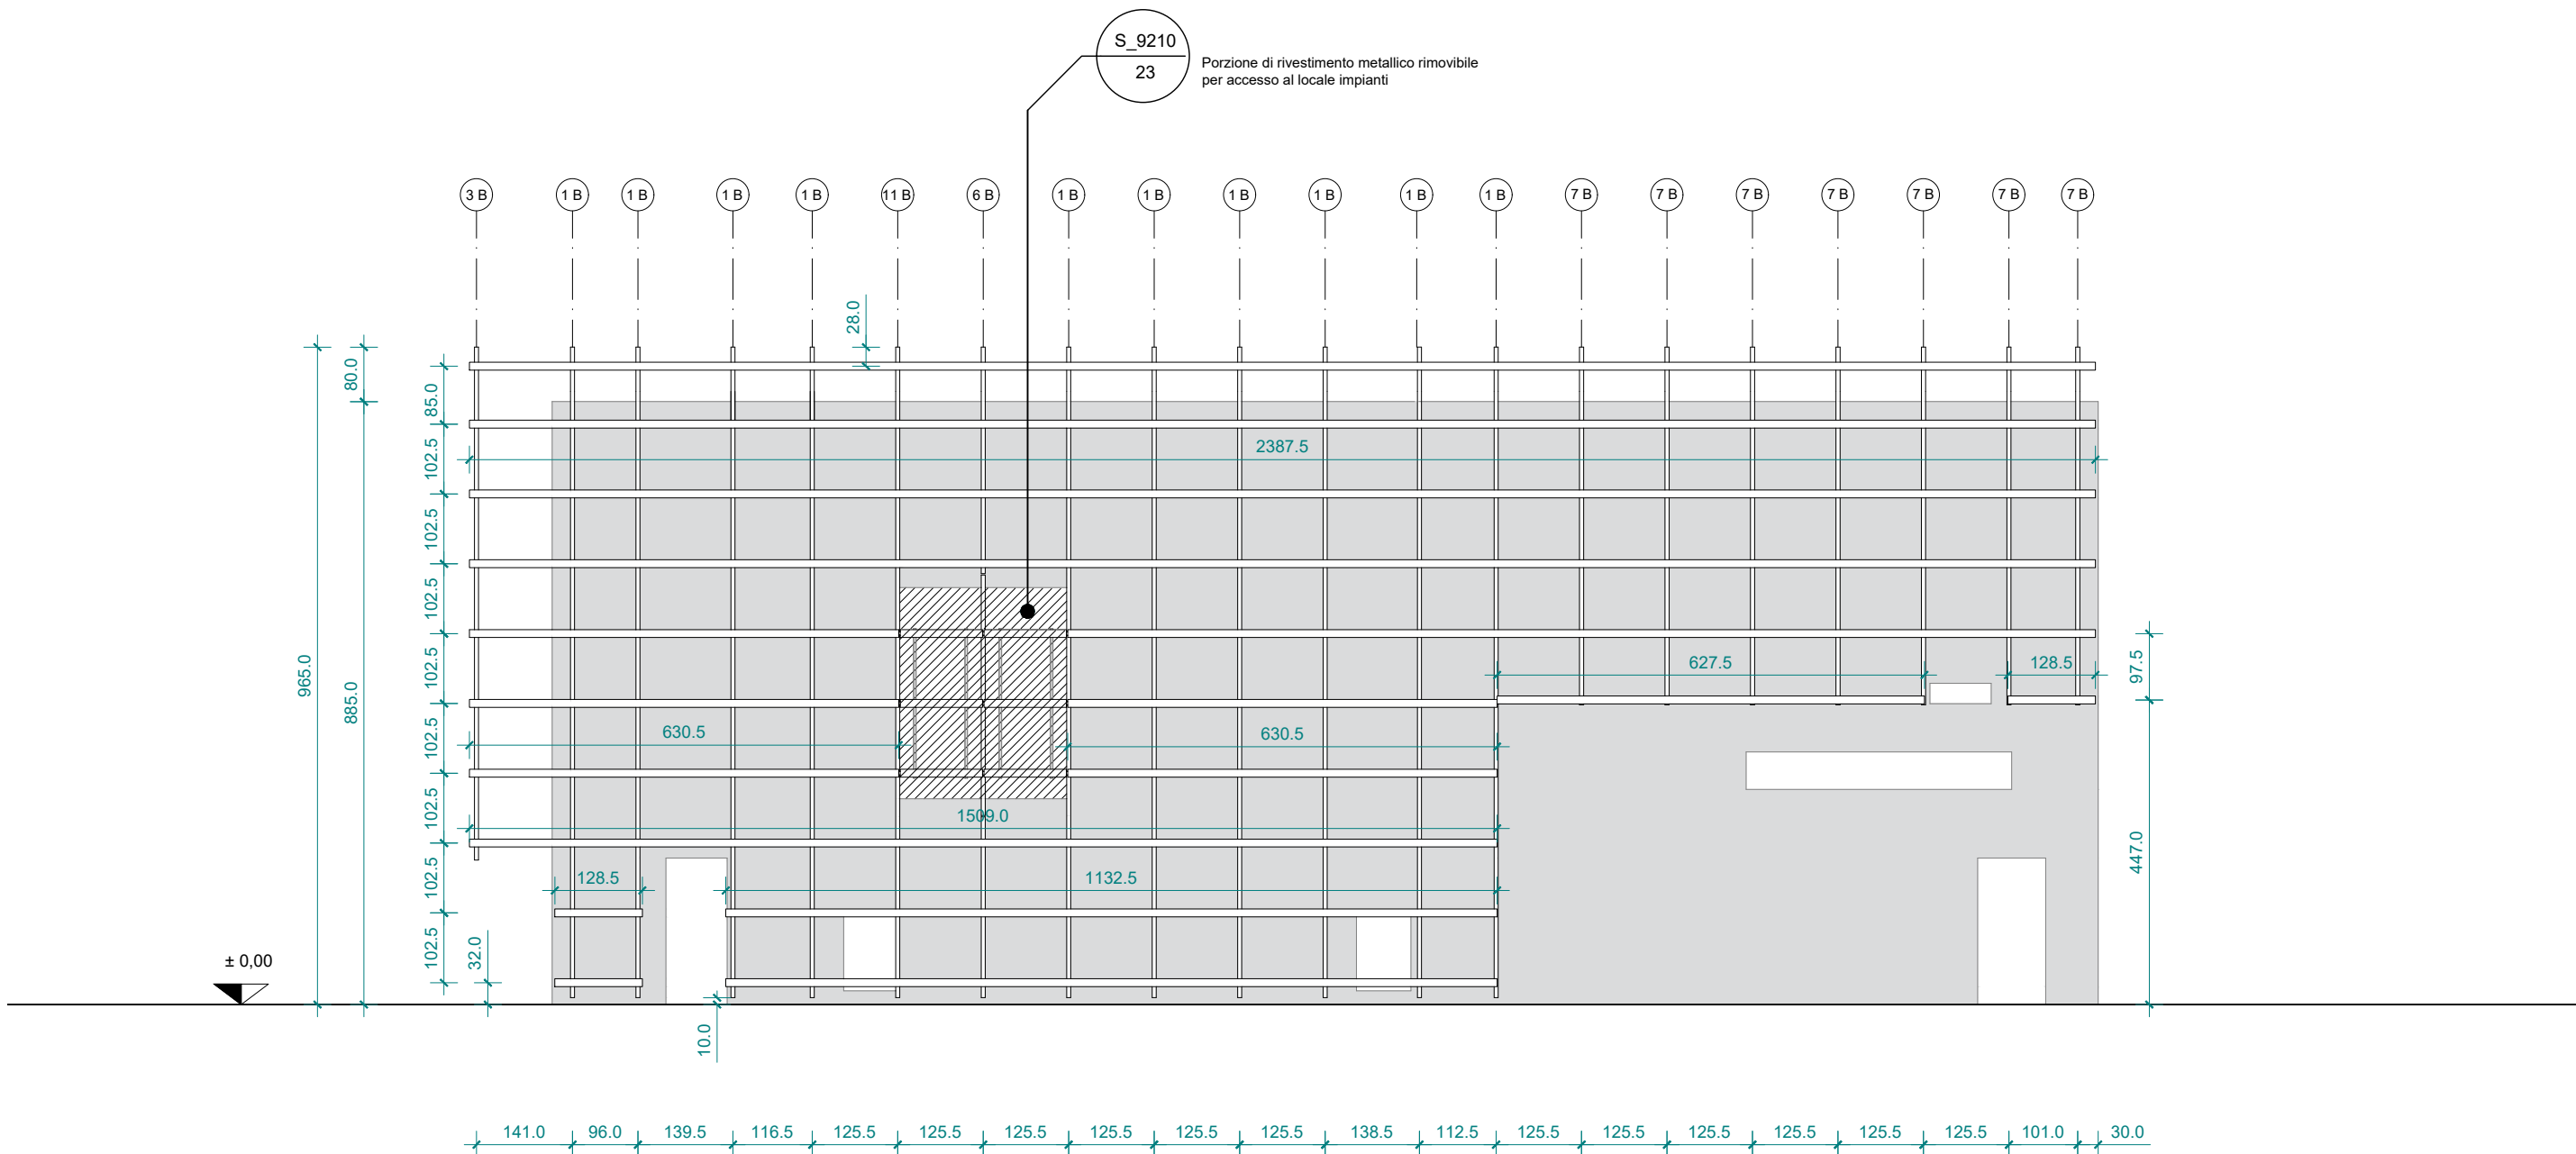 S_9210
23
Porzione di rivestimento metallico rimovibile
per accesso al locale impianti
3 B
1 B
1 B
1 B
1 B
11 B
6 B
1 B
1 B
1 B
1 B
1 B
1 B
7 B
7 B
7 B
7 B
7 B
7 B
7 B
28.0
80.0
85.0
102.5
2387.5
102.5
102.5
965.0
885.0
102.5
627.5
128.5
97.5
630.5
630.5
102.5
102.5
1509.0
447.0
102.5
128.5
1132.5
102.5
32.0
± 0,00
10.0
141.0
96.0
139.5
116.5
125.5
125.5
125.5
125.5
125.5
125.5
138.5
112.5
125.5
125.5
125.5
125.5
125.5
125.5
101.0
30.0